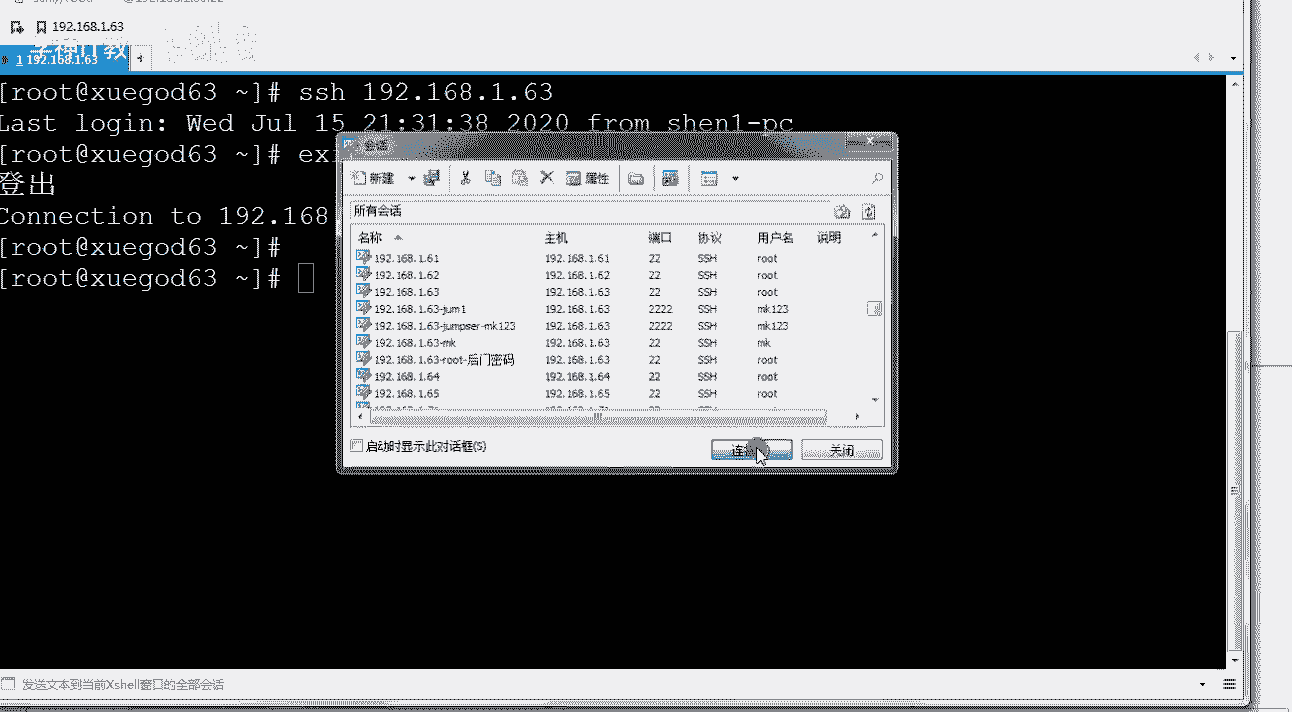 192.168.1.63
1 192.168.1.63
[root@xuegod63 ~]# ssh 192.168.1.63
Last login: Wed Jul 15 21:31:38 2020 from shen1-pc
[root@xuegod63 ~]# exi
登出
Connection to 192.168
[root@xuegod63 ~]#
[root@xuegod63 ~]#
会话
新建 属性
所有会话
名称 主机 端口 协议 用户名 说明
192.168.1.61 192.168.1.61 22 SSH root
192.168.1.62 192.168.1.62 22 SSH root
192.168.1.63 192.168.1.63 22 SSH root
192.168.1.63-jum1 192.168.1.63 2222 SSH mk123
192.168.1.63-jumpser-mk123 192.168.1.63 2222 SSH mk123
192.168.1.63-mk 192.168.1.63 22 SSH mk
192.168.1.63-root-后门密码 192.168.1.63 22 SSH root
192.168.1.64 192.168.1.64 22 SSH root
192.168.1.65 192.168.1.65 22 SSH root
启动时显示此对话框(S)
关闭
发送文本到当前Xshell窗口的全部会话